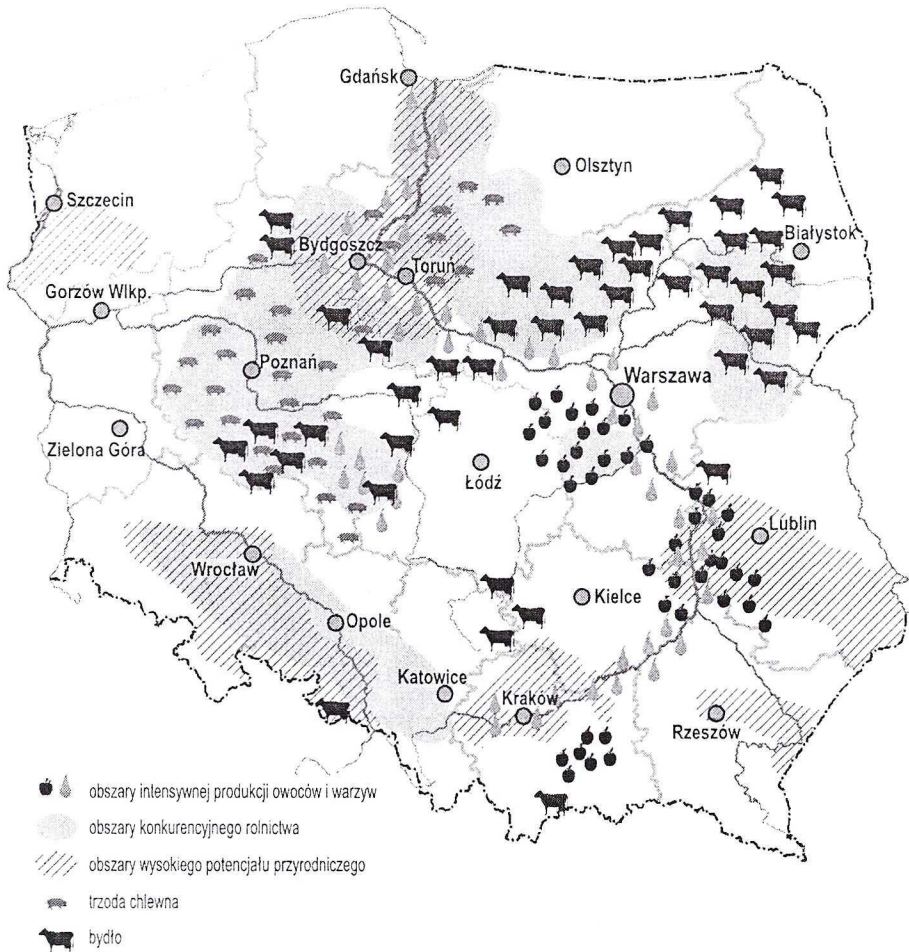 Gdańsk
Olsztyn
Szczecin
Białystok
Bydgoszcz
Toruń
Gorzów Wlkp.
Poznań
Warszawa
Zielona Góra
Łódź
Lublin
Wrocław
Kielce
Opole
Katowice
Kraków
Rzeszów
obszary intensywnej produkcji owoców i warzyw
obszary konkurencyjnego rolnictwa
obszary wysokiego potencjału przyrodniczego
trzoda chlewna
bydło